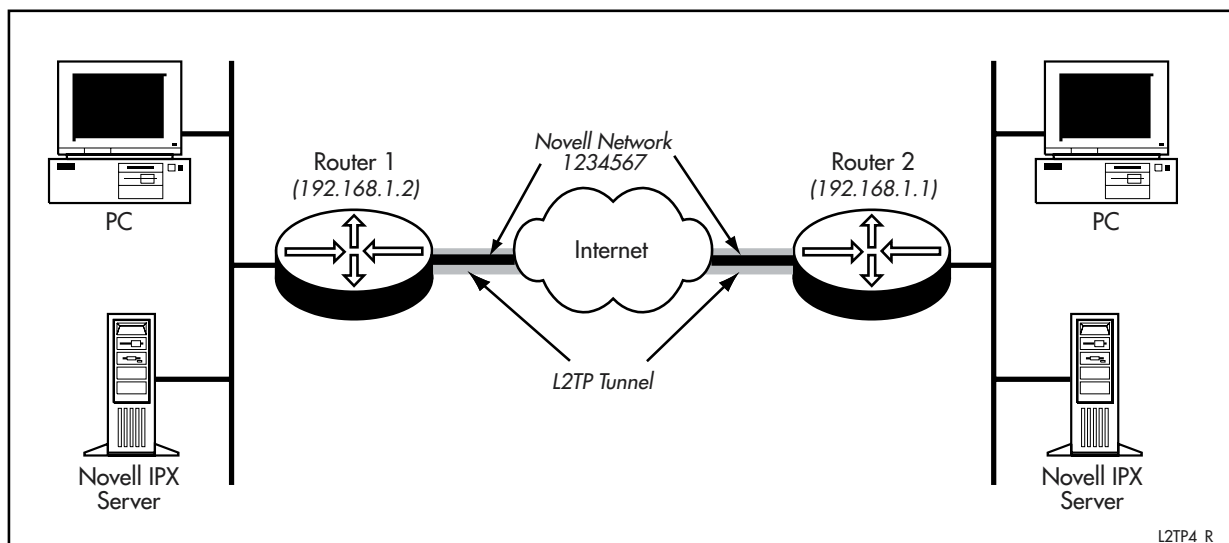 Novell Network
1234567
Router 1
(192.168.1.2)
Router 2
(192.168.1.1)
PC
PC
Internet
L2TP Tunnel
Novell IPX
Server
Novell IPX
Server
L2TP4_R